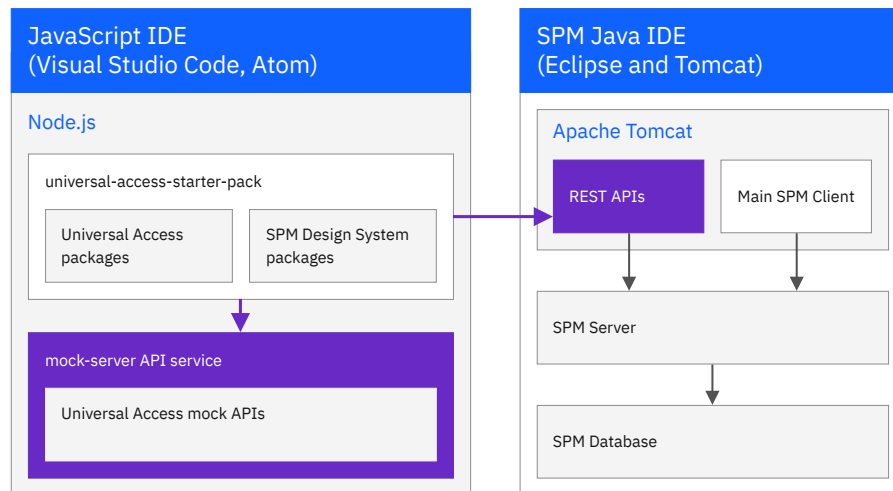 JavaScript IDE
(Visual Studio Code, Atom)
Node.js
universal-access-starter-pack
Universal Access
packages
SPM Design System
packages
mock-server API service
Universal Access mock APIs
SPM Java IDE
(Eclipse and Tomcat)
Apache Tomcat
REST APIs
Main SPM Client
SPM Server
SPM Database